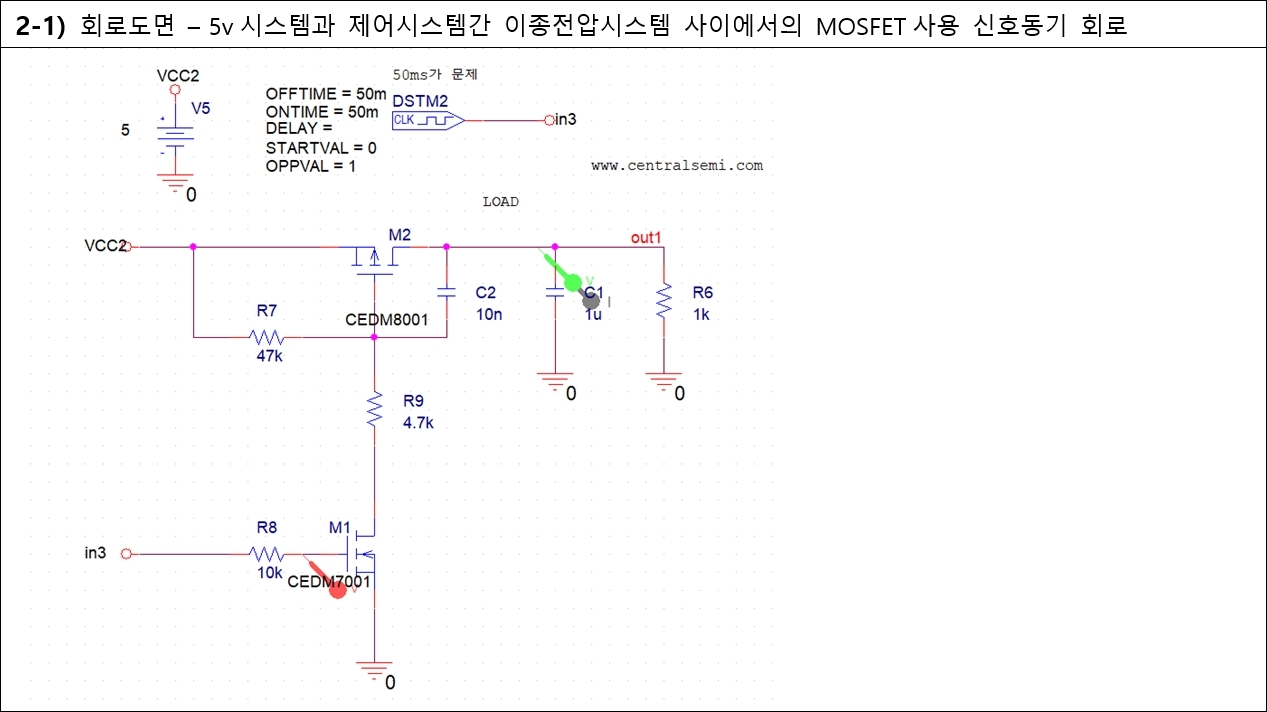 2-1) 회로도면 – 5v 시스템과 제어시스템간 이종전압시스템 사이에서의 MOSFET 사용 신호동기 회로
VCC2
V5
5
0
50ms가 문제
OFFTIME = 50m
ONTIME = 50m
DELAY =
STARTVAL = 0
OPPVAL = 1
DSTM2
CLK
in3
www.centralsemi.com
LOAD
VCC2
M2
out1
R7
47k
CEDM8001
C2
10n
C1
1u
V
I
R6
1k
0
0
R9
4.7k
in3
R8
10k
M1
CEDM7001
V
0